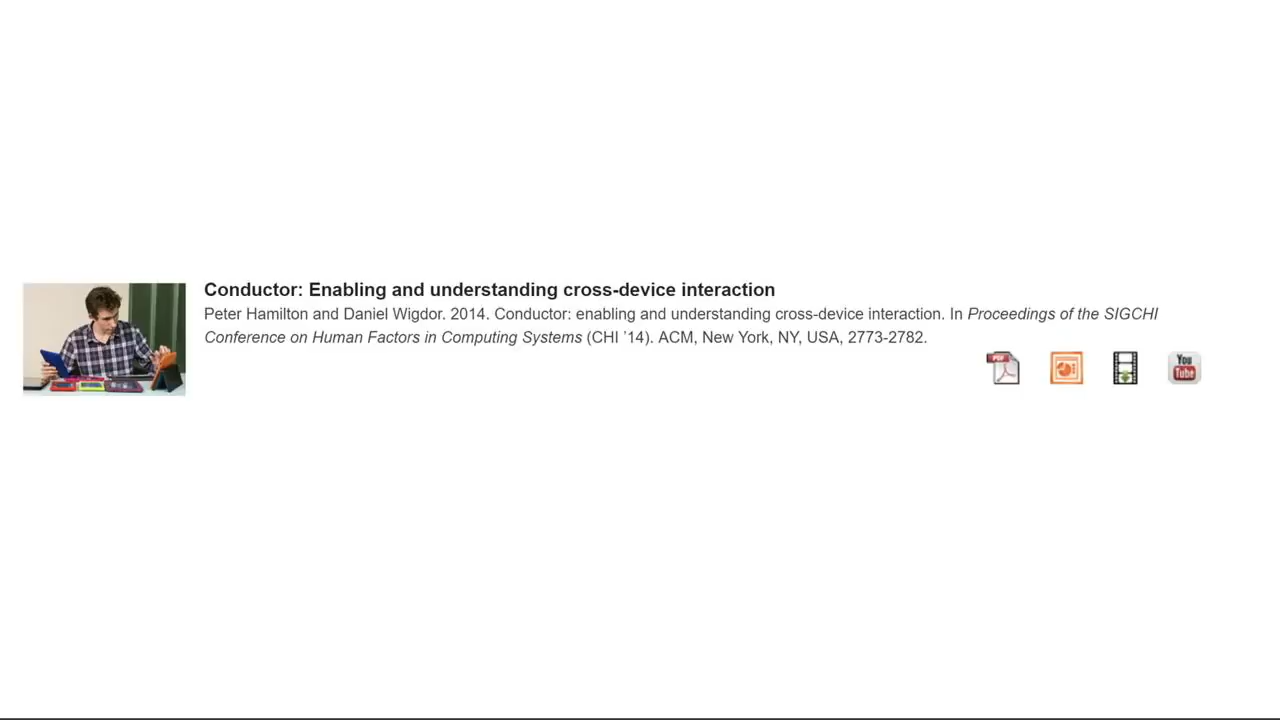 Conductor: Enabling and understanding cross-device interaction
Peter Hamilton and Daniel Wigdor. 2014. Conductor: enabling and understanding cross-device interaction. In Proceedings of the SIGCHI
Conference on Human Factors in Computing Systems (CHI ’14). ACM, New York, NY, USA, 2773-2782.
PDF
You
Tube